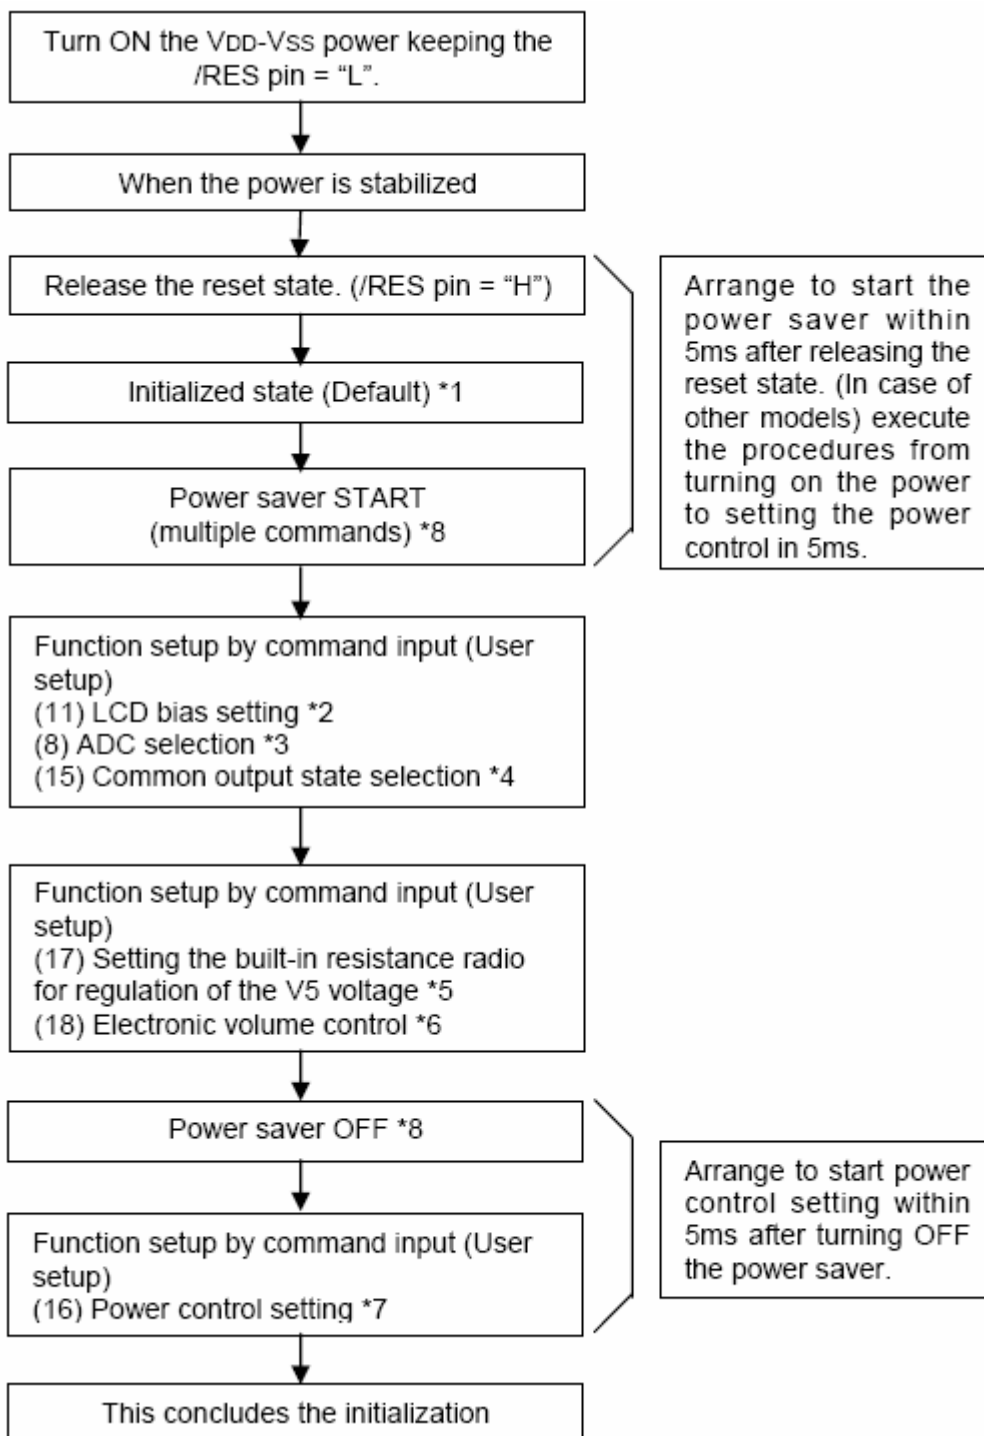 Turn ON the VDD-VSS power keeping the
/RES pin = “L”.
When the power is stabilized
Release the reset state. (/RES pin = “H”)
Initialized state (Default) *1
Power saver START
(multiple commands) *8
Arrange to start the
power saver within
5ms after releasing the
reset state. (In case of
other models) execute
the procedures from
turning on the power
to setting the power
control in 5ms.
Function setup by command input (User
setup)
(11) LCD bias setting *2
(8) ADC selection *3
(15) Common output state selection *4
Function setup by command input (User
setup)
(17) Setting the built-in resistance radio
for regulation of the V5 voltage *5
(18) Electronic volume control *6
Power saver OFF *8
Function setup by command input (User
setup)
(16) Power control setting *7
Arrange to start power
control setting within
5ms after turning OFF
the power saver.
This concludes the initialization